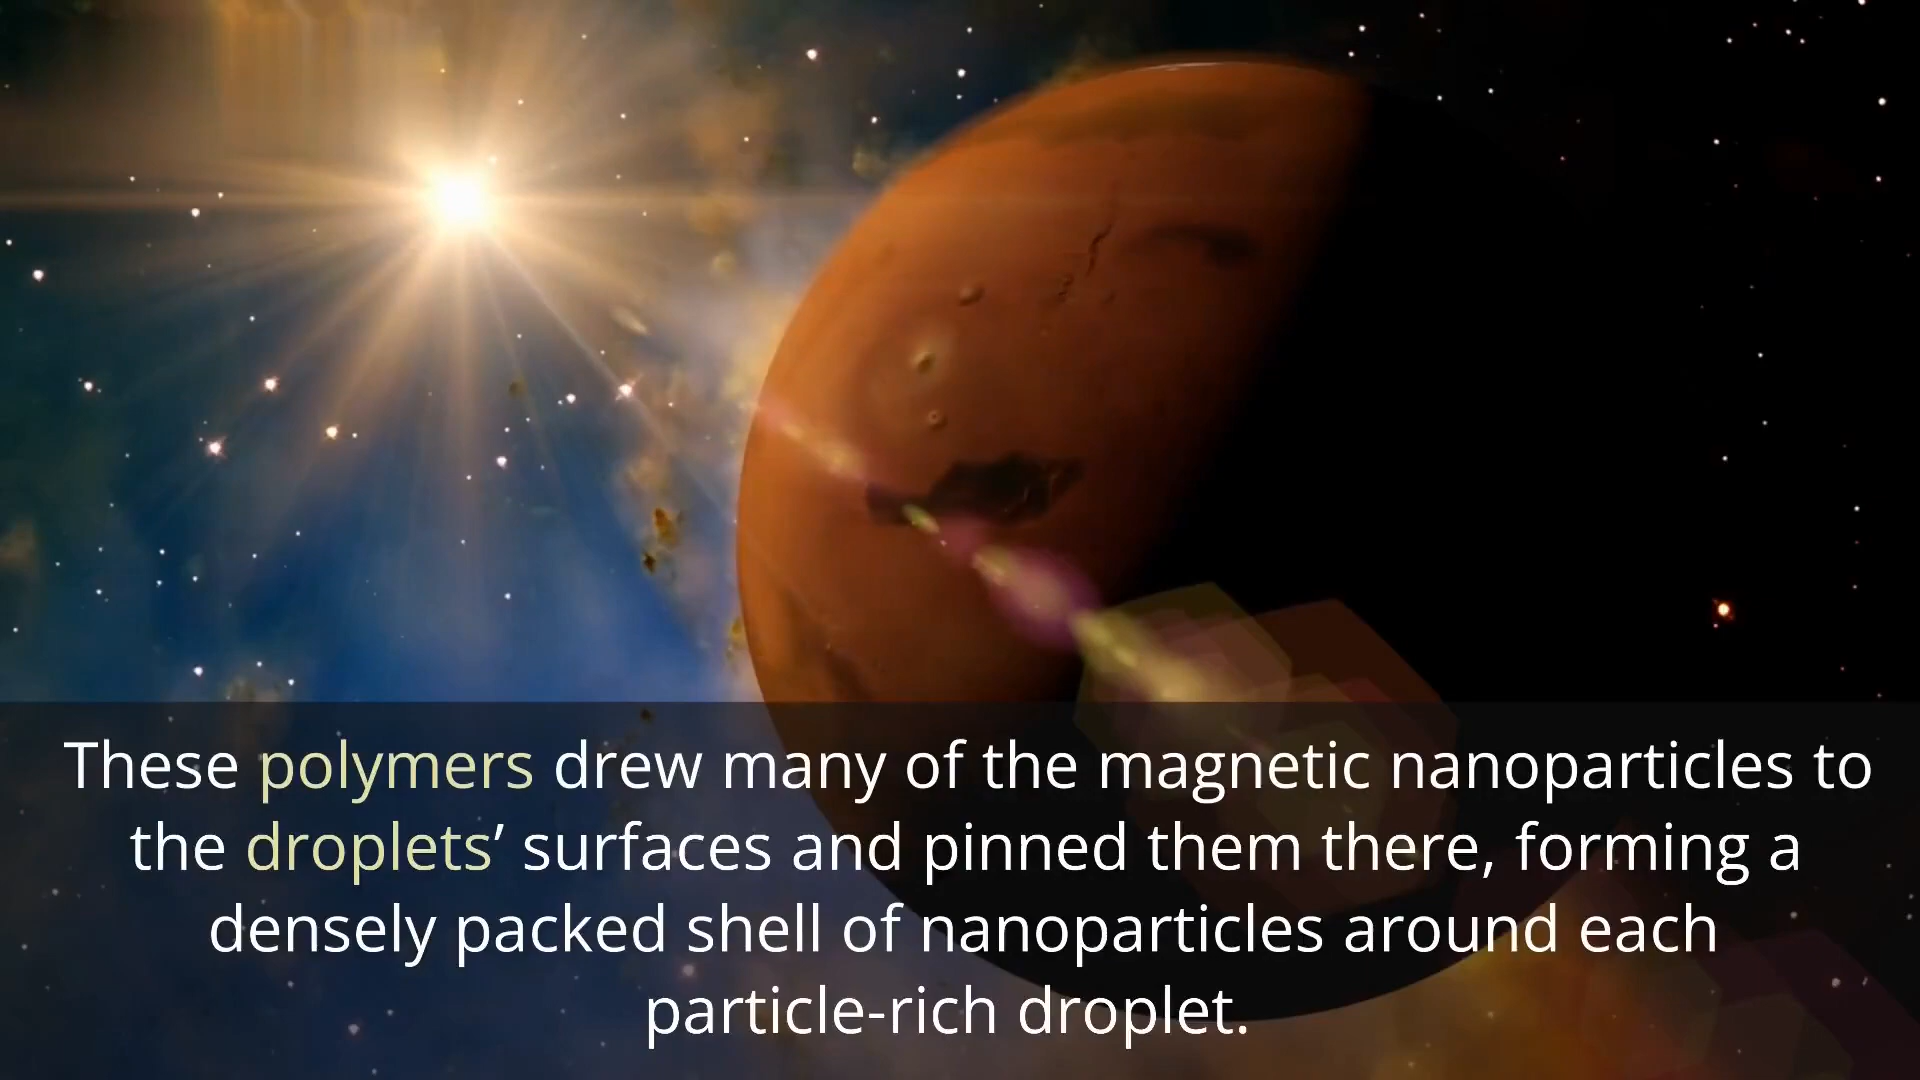 These polymers drew many of the magnetic nanoparticles to
the droplets’ surfaces and pinned them there, forming a
densely packed shell of nanoparticles around each
particle-rich droplet.